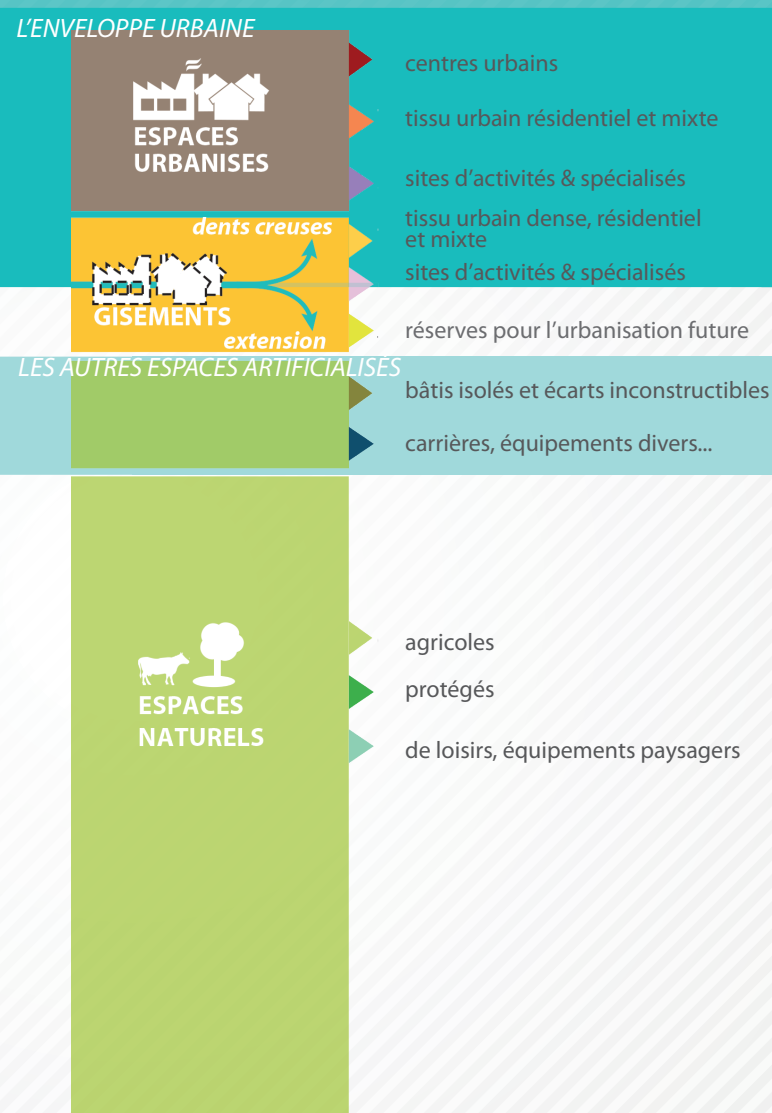 L'ENVELOPPE URBAINE
ESPACES
URBANISES
centres urbains
tissu urbain résidentiel et mixte
sites d'activités & spécialisés
dents creuses
GISEMENTS
extension
tissu urbain dense, résidentiel
et mixte
sites d'activités & spécialisés
réserves pour l'urbanisation future
LES AUTRES ESPACES ARTIFICIALISÉS
bâtis isolés et écarts inconstructibles
carrières, équipements divers...
ESPACES
NATURELS
agricoles
protégés
de loisirs, équipements paysagers